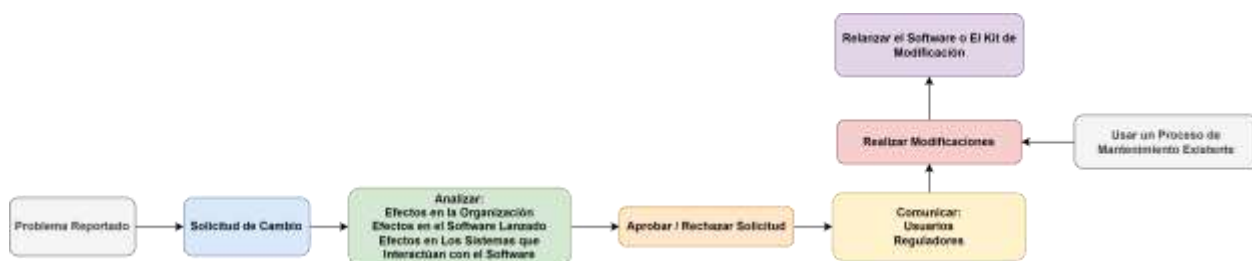 Problema Reportado
Solicitud de Cambio
Analizar:
Efectos en la Organización
Efectos en el Software Lanzado
Efectos en Los Sistemas que
Interactúan con el Software
Aprobar / Rechazar Solicitud
Comunicar:
Usuarios
Reguladores
Realizar Modificaciones
Usar un Proceso de
Mantenimiento Existente
Relanzar el Software o El Kit de
Modificación